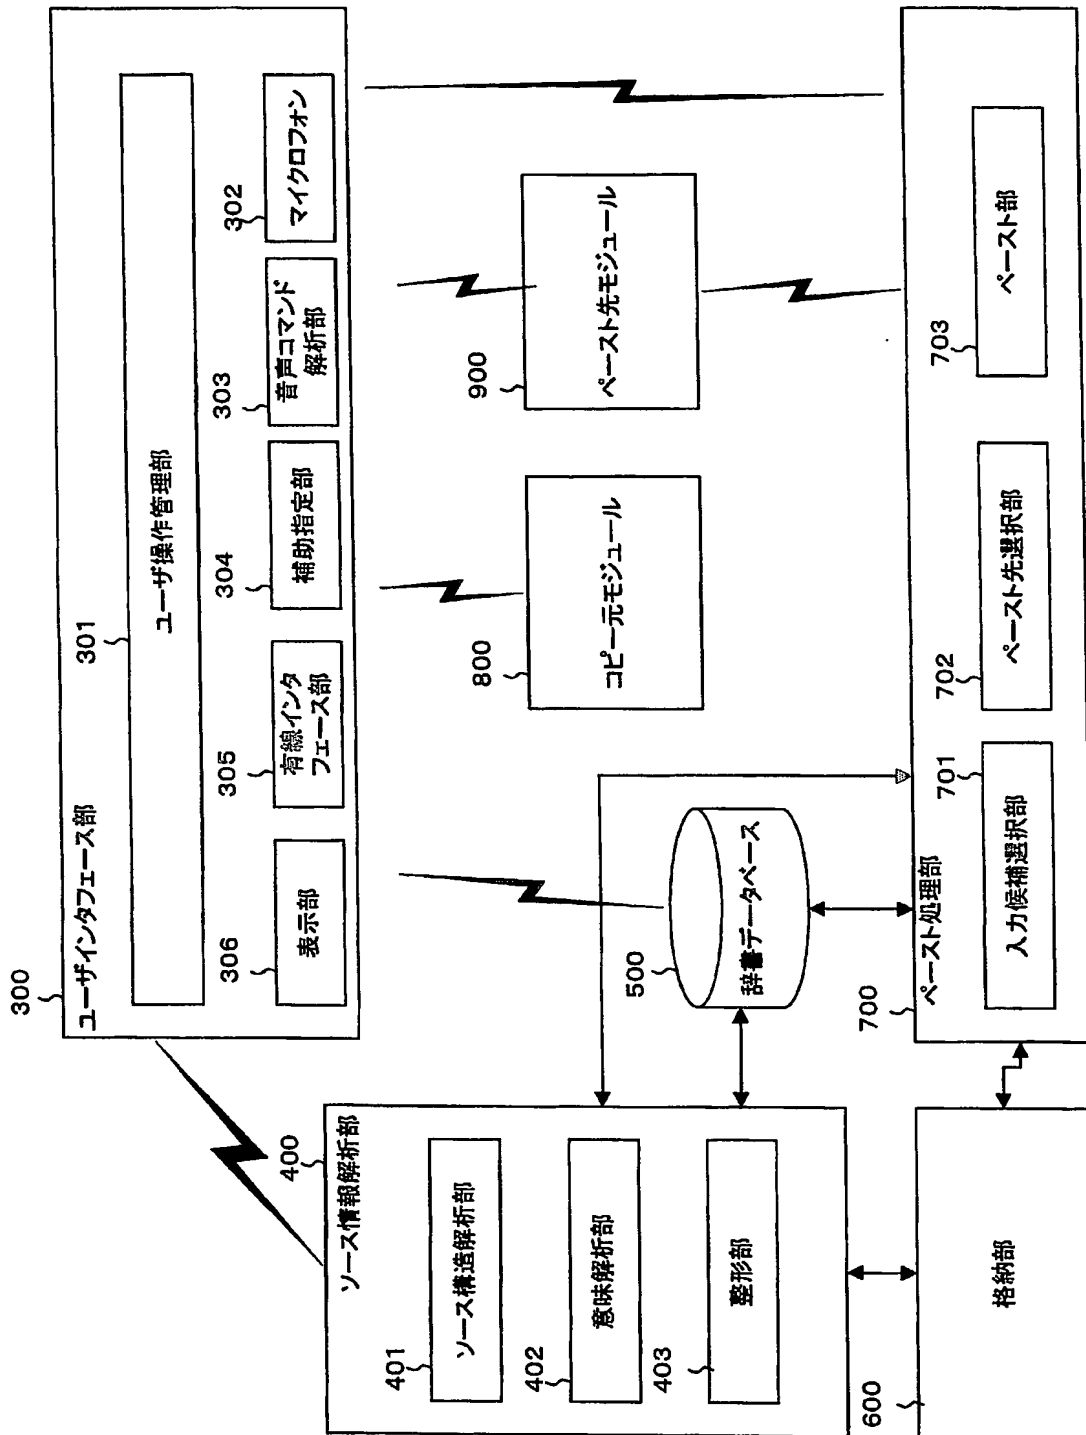 300
ユーザインタフェース部
301
ユーザ操作管理部
306
表示部
305
有線インタ
フェース部
304
補助指定部
303
音声コマンド
解析部
302
マイクロフォン
400
ソース情報解析部
401
ソース構造解析部
402
意味解析部
403
整形部
500
辞書データベース
800
コピー元モジュール
900
ペースト先モジュール
600
格納部
700
ペースト処理部
701
入力候補選択部
702
ペースト先選択部
703
ペースト部